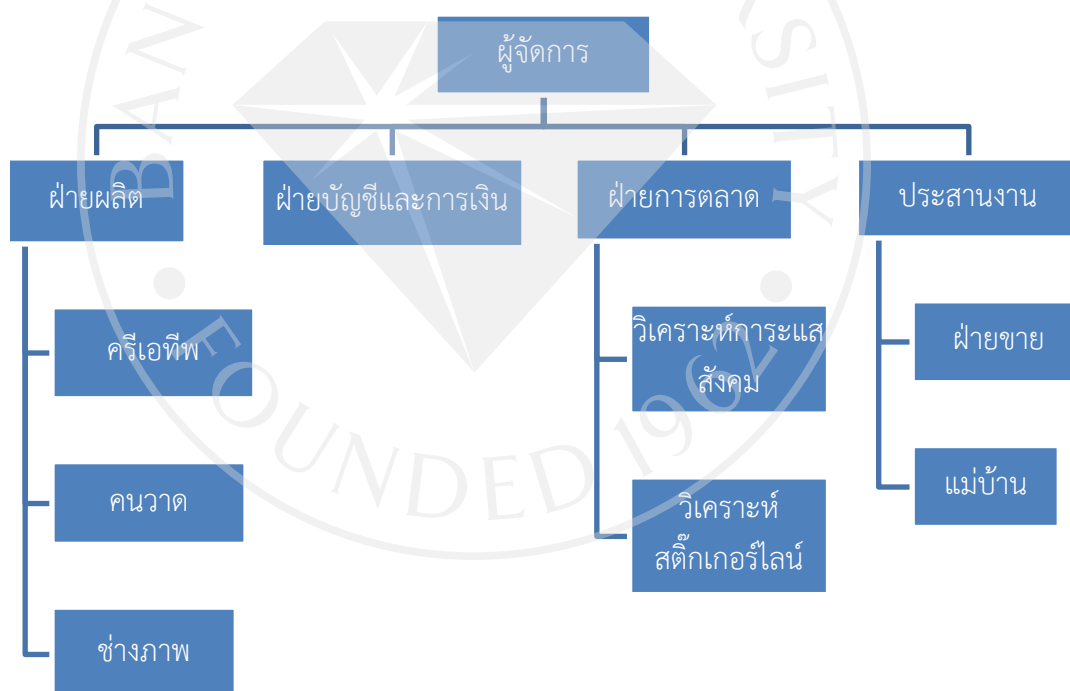 ผู้จัดการ
ฝ่ายผลิต
ฝ่ายบัญชีและการเงิน
ฝ่ายการตลาด
ประสานงาน
ครีเอทีพ
คนวาด
ช่างภาพ
วิเคราะห์การะแส
สังคม
วิเคราะห์
สติ๊กเกอร์ไลน์
ฝ่ายขาย
แม่บ้าน
FOUNDED 1962